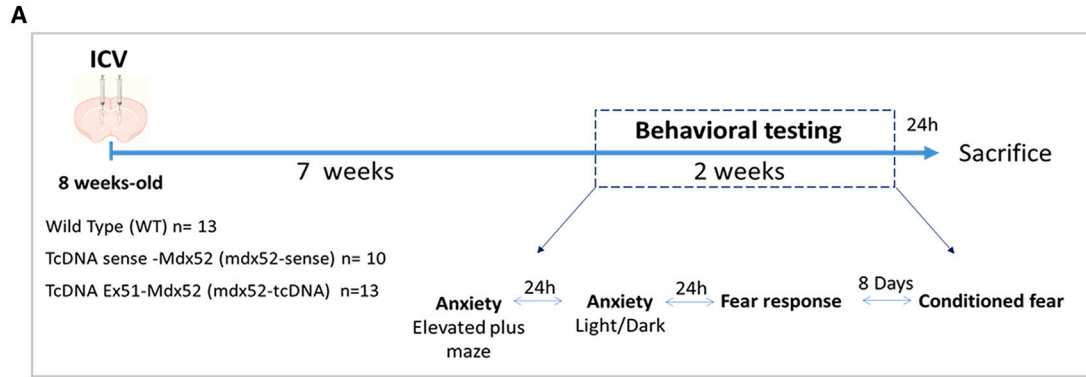 A
ICV
Behavioral testing
24h
Sacrifice
7 weeks
2 weeks
8 weeks-old
Wild Type (WT) n= 13
TcDNA sense -Mdx52 (mdx52-sense) n= 10
TcDNA Ex51-Mdx52 (mdx52-tcDNA) n=13
Anxiety
Elevated plus
maze
24h
Anxiety
Light/Dark
24h
Fear response
8 Days
Conditioned fear